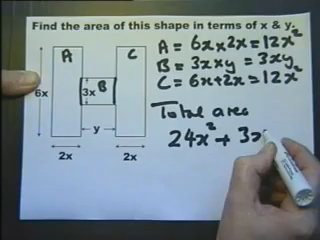 Find the area of this shape in terms of x & y.
A
C
B
6x
3x
y
2x
2x
A = 6x x 2x = 12x²
B = 3x x y = 3xy
C = 6x + 2x = 12x²
Total area
24x² + 3x